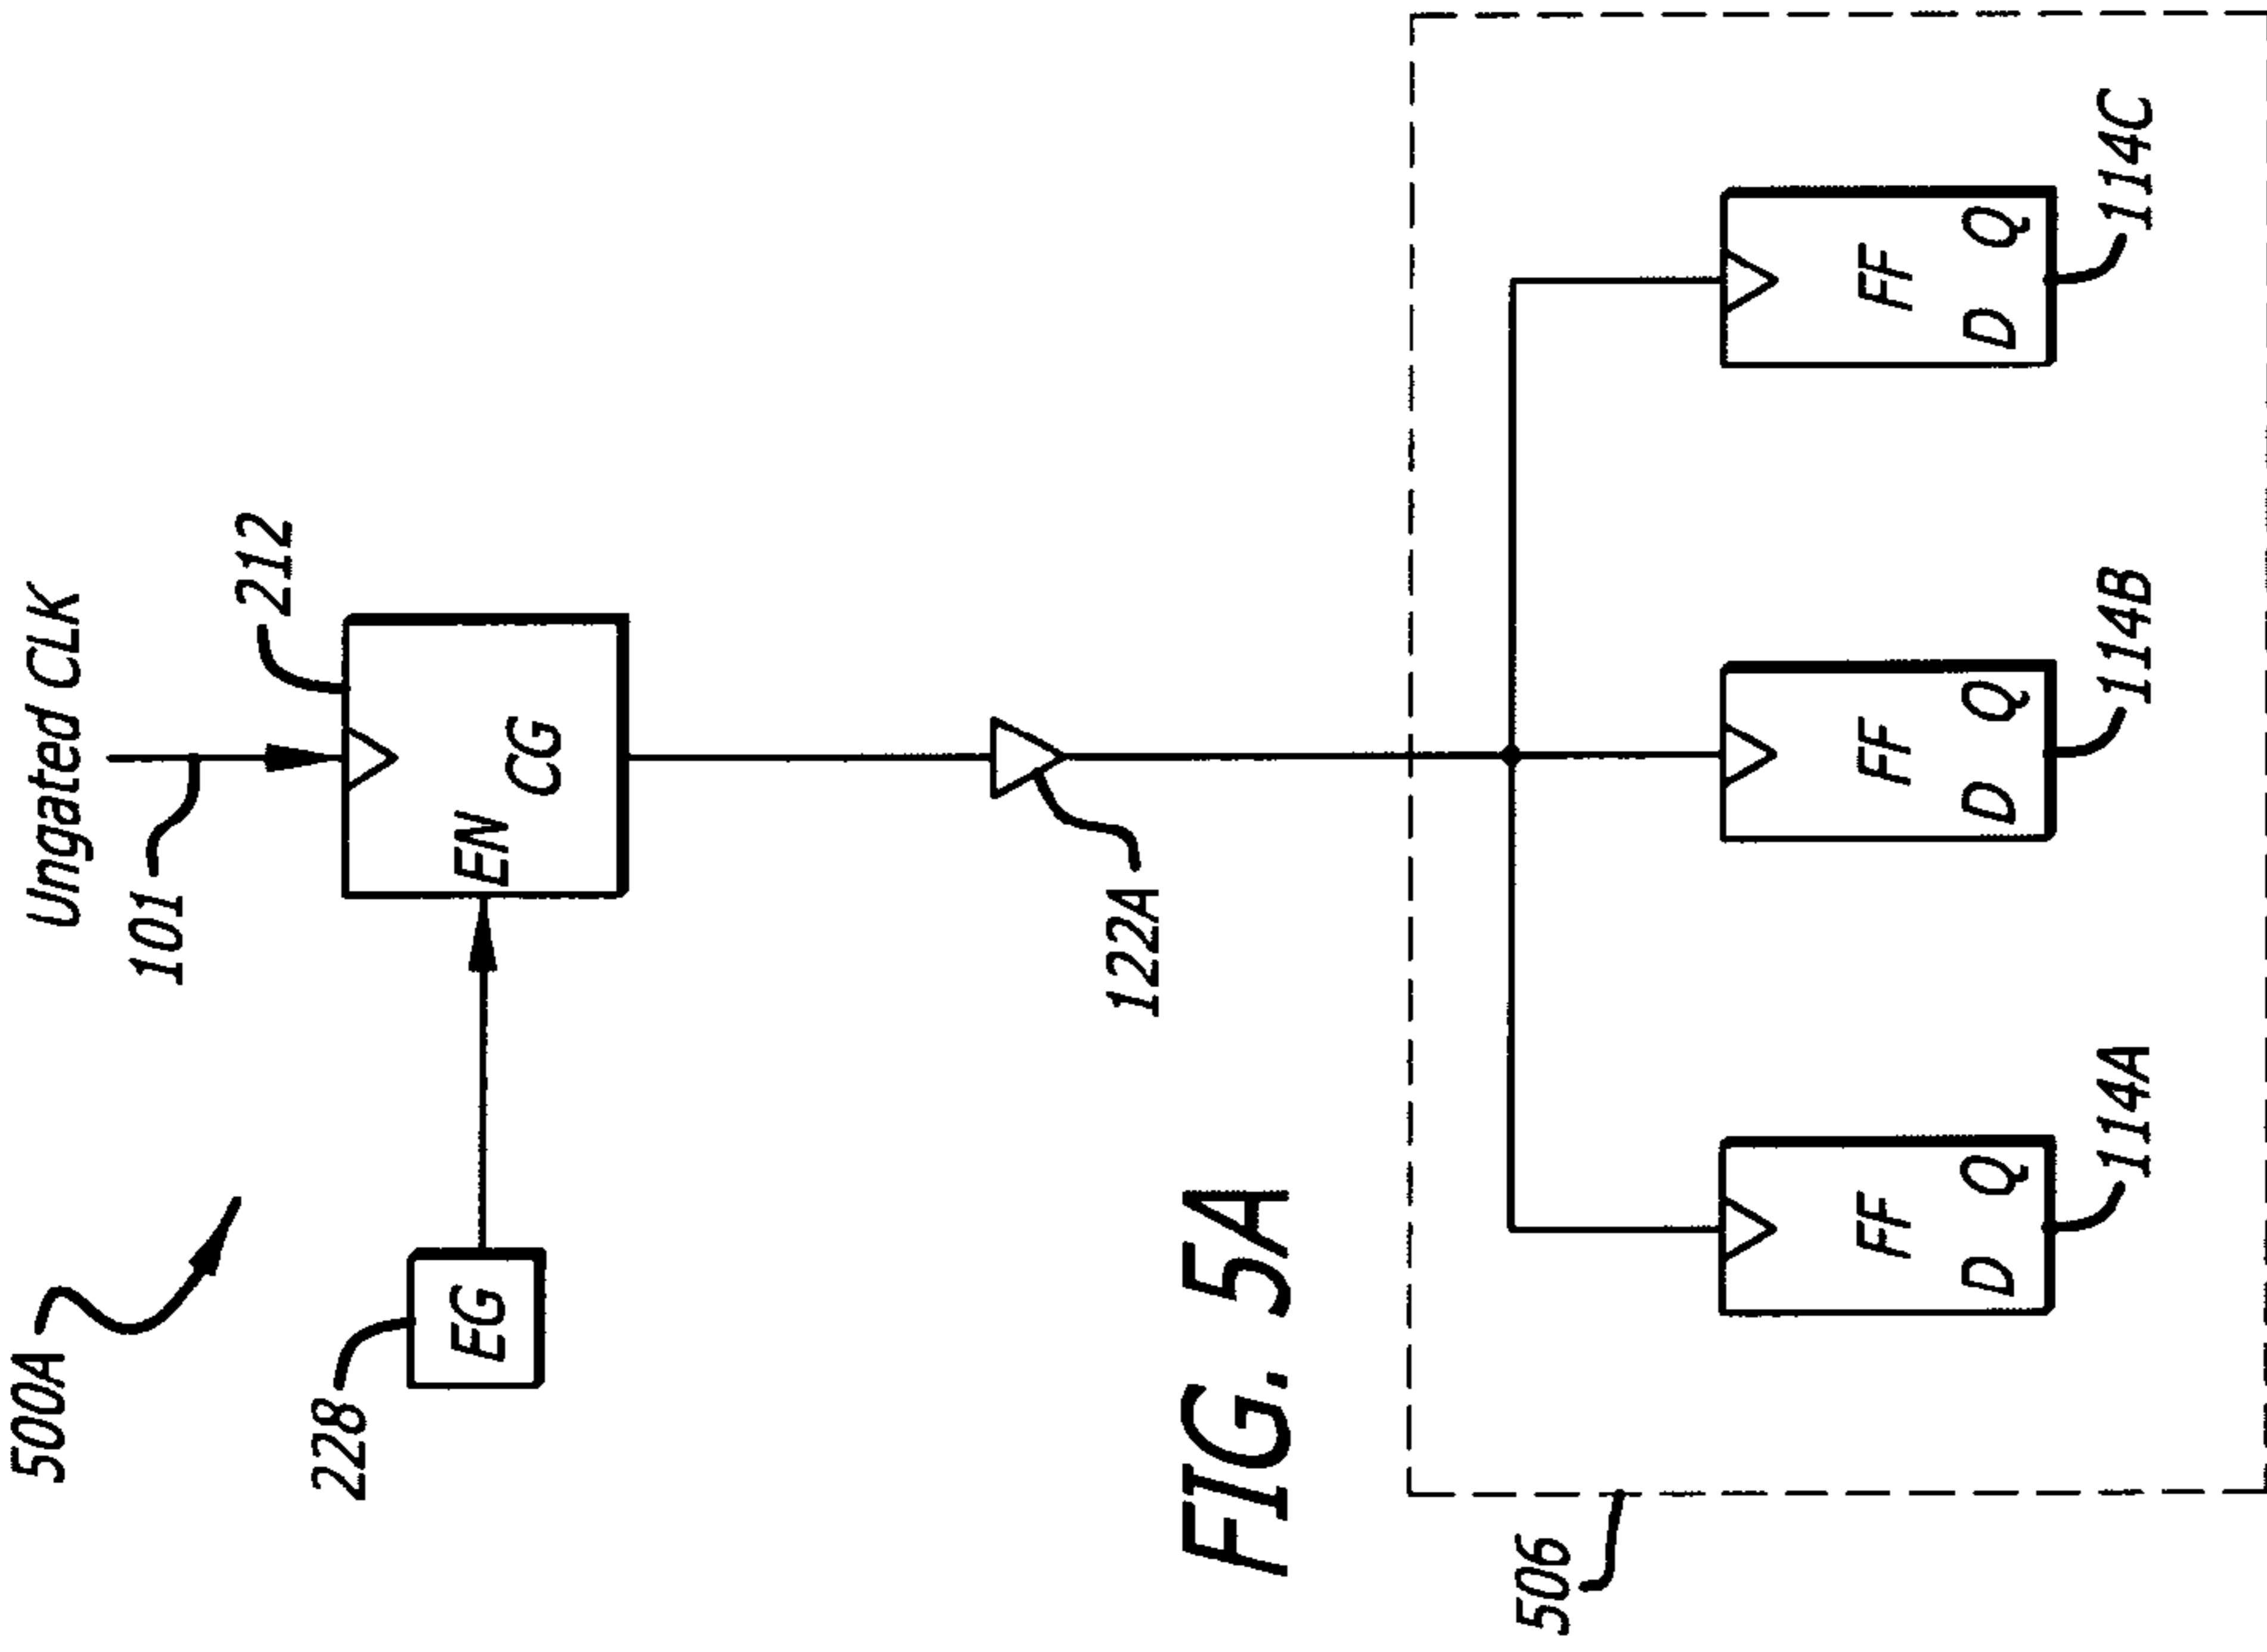 500A
Ungated CLK
101
212
228
EG
EN
CG
122A
FIG. 5A
506
FF
D Q
114A
FF
D Q
114B
FF
D Q
114C